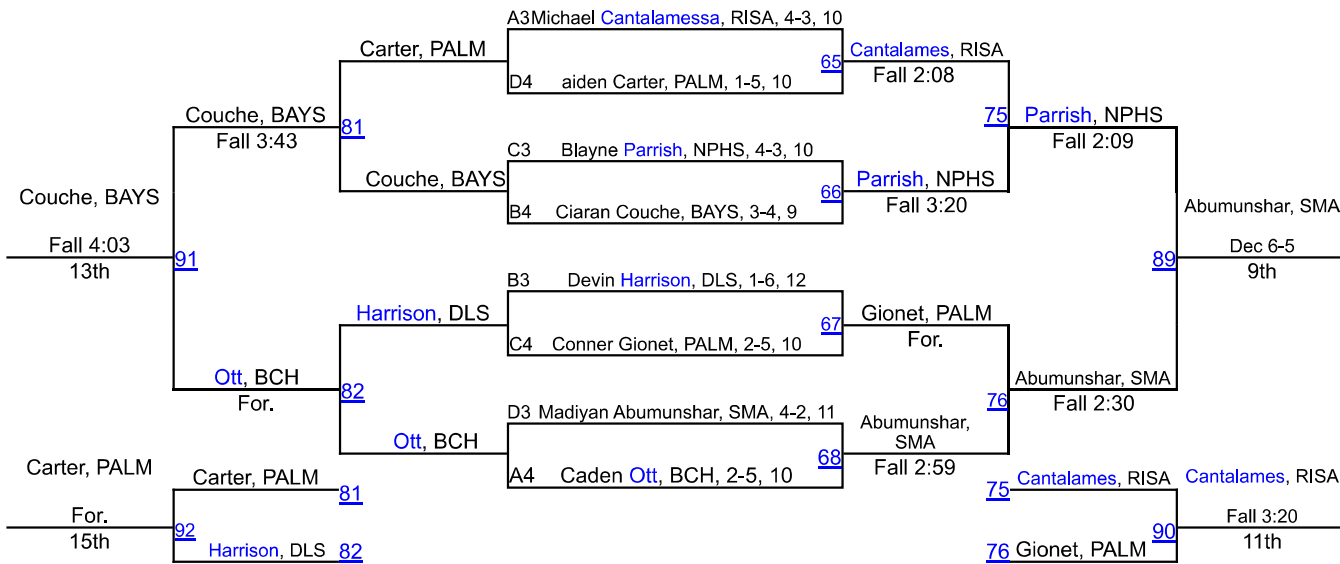 A3 Michael Cantalamessa, RISA, 4-3, 10
Carter, PALM
65
Cantalames, RISA
Fall 2:08
D4 aiden Carter, PALM, 1-5, 10
Couche, BAYS
Fall 3:43
81
75
Parrish, NPHS
Fall 2:09
C3 Blayne Parrish, NPHS, 4-3, 10
Couche, BAYS
66
Parrish, NPHS
Fall 3:20
B4 Ciaran Couche, BAYS, 3-4, 9
Couche, BAYS
Fall 4:03
13th
91
89
Abumunshar, SMA
Dec 6-5
9th
B3 Devin Harrison, DLS, 1-6, 12
Harrison, DLS
67
Gionet, PALM
For.
C4 Conner Gionet, PALM, 2-5, 10
Ott, BCH
For.
82
76
Abumunshar, SMA
Fall 2:30
D3 Madiyan Abumunshar, SMA, 4-2, 11
Ott, BCH
68
Abumunshar,
SMA
Fall 2:59
A4 Caden Ott, BCH, 2-5, 10
Carter, PALM
For.
15th
Carter, PALM
81
92
Harrison, DLS
82
75
Cantalames, RISA
76
Gionet, PALM
90
Cantalames, RISA
Fall 3:20
11th